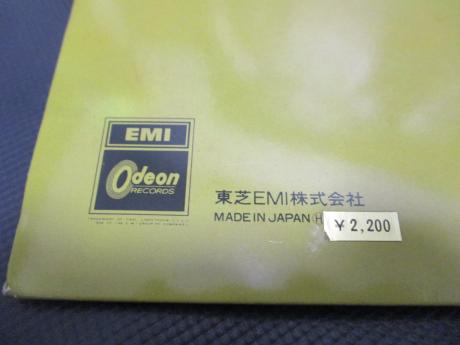 EMI
Odeon
RECORDS
東芝EMI株式会社
MADE IN JAPAN Ⓗ
¥2,200